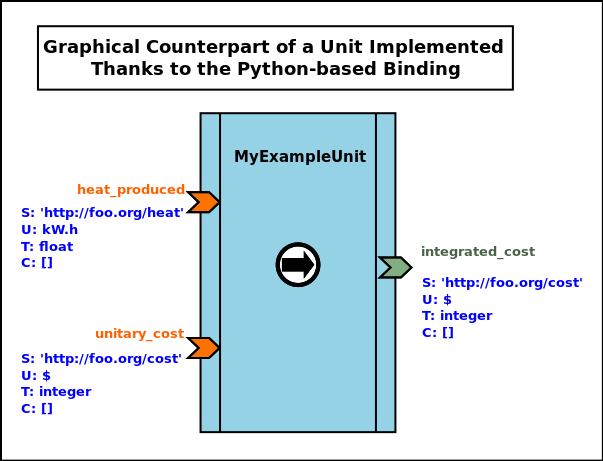 Graphical Counterpart of a Unit Implemented
Thanks to the Python-based Binding
MyExampleUnit
heat_produced
S: 'http://foo.org/heat'
U: kW.h
T: float
C: []
integrated_cost
S: 'http://foo.org/cost'
U: $
T: integer
C: []
unitary_cost
S: 'http://foo.org/cost'
U: $
T: integer
C: []